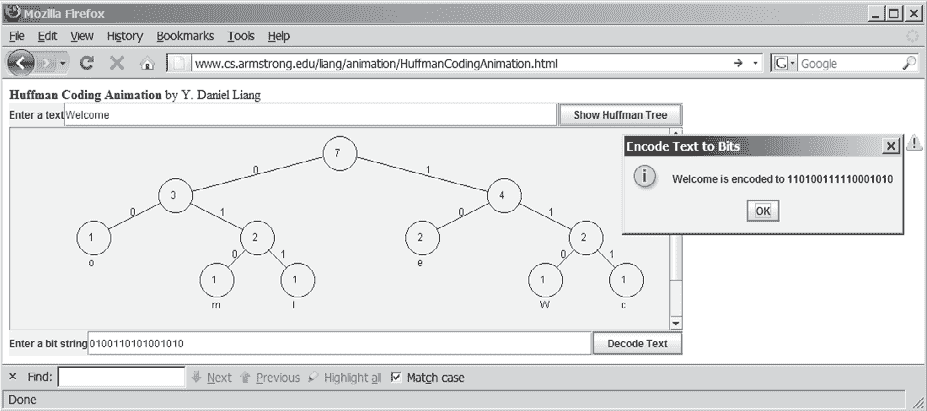 Mozilla Firefox
File Edit View History Bookmarks Tools Help
www.cs.armstrong.edu/liang/animation/HuffmanCodingAnimation.html
G Google
Huffman Coding Animation by Y. Daniel Liang
Enter a text Welcome Show Huffman Tree
Encode Text to Bits
Welcome is encoded to 110100111110001010
OK
7
0 1
3 4
0 1 0 1
1 2 2 2
o 0 1 e 0 1
1 1 1 1
m l W c
Enter a bit string 0100110101001010 Decode Text
× Find: Next Previous Highlight all Match case
Done